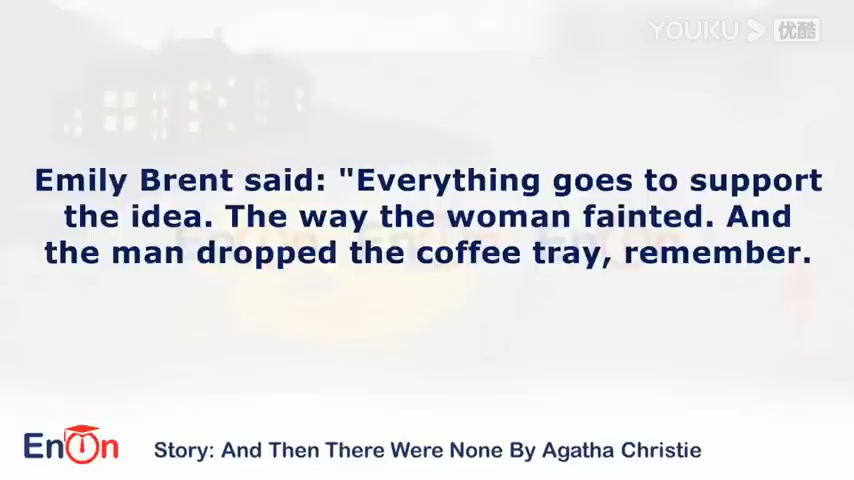 YOUKU 优酷
Emily Brent said: "Everything goes to support
the idea. The way the woman fainted. And
the man dropped the coffee tray, remember.
EnOn
Story: And Then There Were None By Agatha Christie